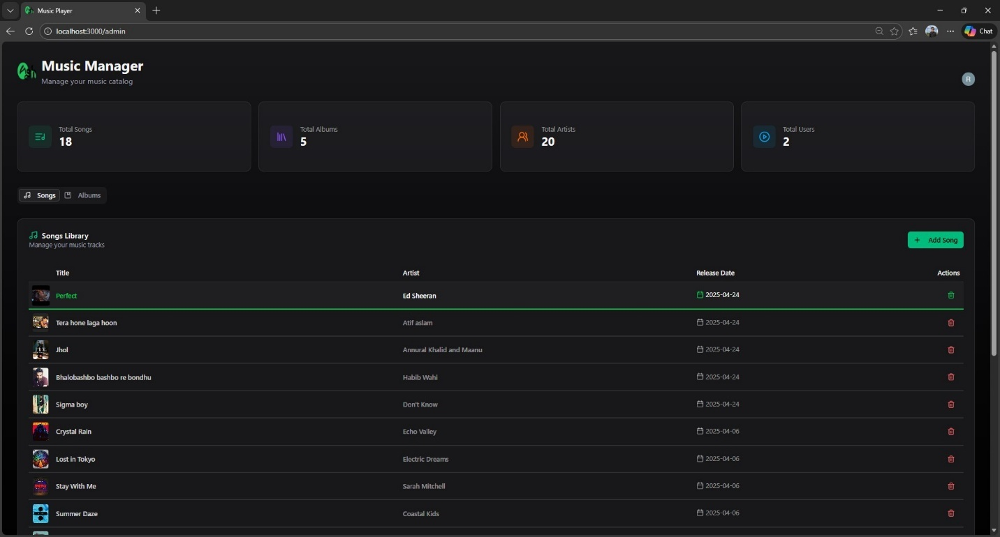 Music Player
localhost:3000/admin
Chat
Music Manager
Manage your music catalog
R
Total Songs
18
Total Albums
5
Total Artists
20
Total Users
2
Songs
Albums
Songs Library
Manage your music tracks
+ Add Song
Title Artist Release Date Actions
Perfect Ed Sheeran 2025-04-24
Tera hone laga hoon Atif aslam 2025-04-24
Jhol Annural Khalid and Maanu 2025-04-24
Bhalobashbo bashbo re bondhu Habib Wahi 2025-04-24
Sigma boy Don't Know 2025-04-24
Crystal Rain Echo Valley 2025-04-06
Lost in Tokyo Electric Dreams 2025-04-06
Stay With Me Sarah Mitchell 2025-04-06
Summer Daze Coastal Kids 2025-04-06